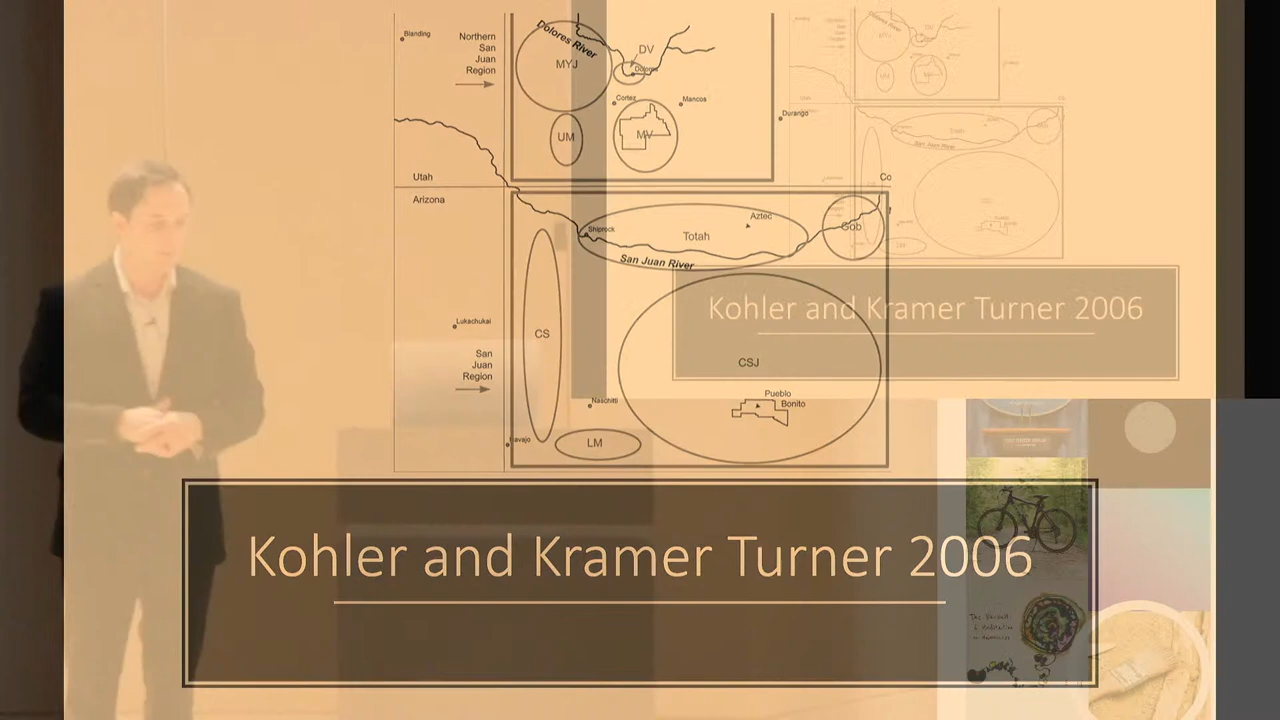 Blanding
Northern
San
Juan
Region
Dolores River
MYJ
DV
Dolores
Cortez
Mancos
Durango
UM
MV
Utah
Arizona
Co
Aztec
Shiprock
Totah
Gob
San Juan River
Lukachukai
CS
San
Juan
Region
CSJ
Naschitti
Pueblo
Bonito
Navajo
LM
Kohler and Kramer Turner 2006
Kohler and Kramer Turner 2006